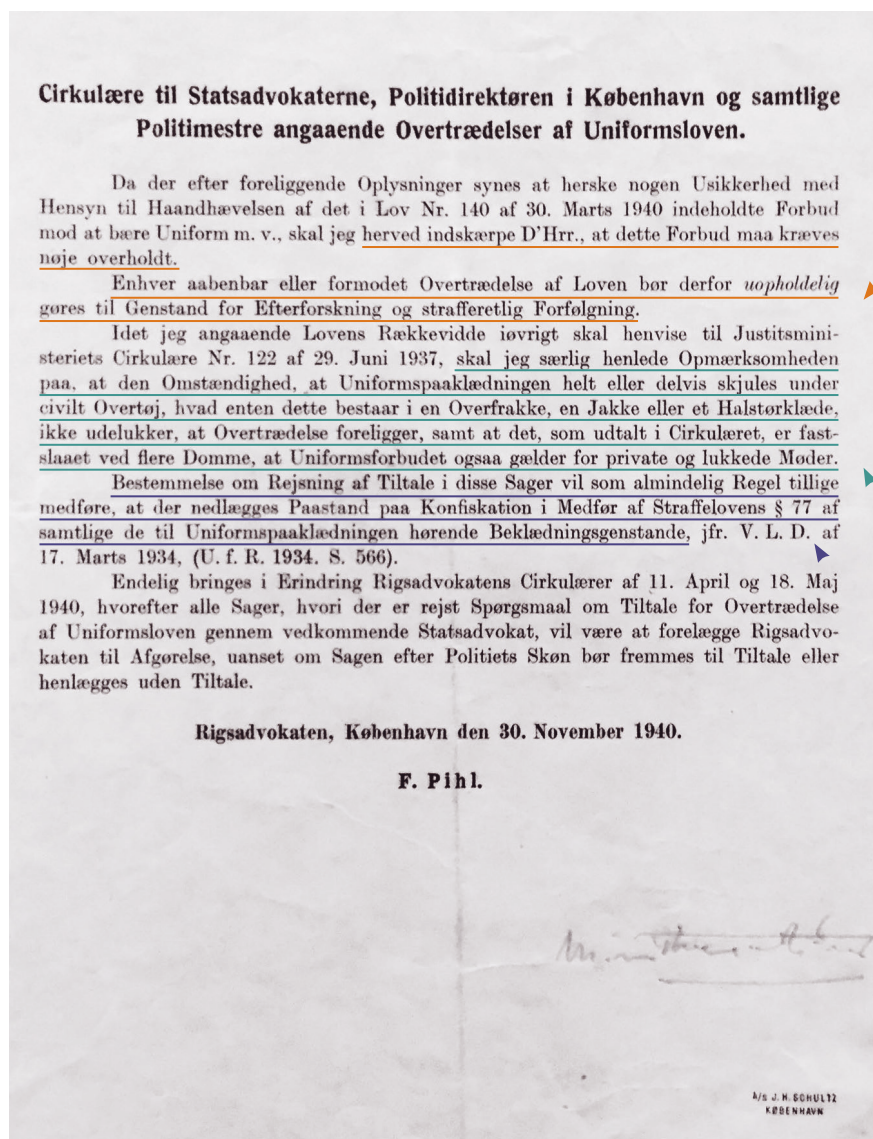 Cirkulære til Statsadvokaterne, Politidirektøren i København og samtlige
Politimestre angaaende Overtrædelser af Uniformsloven.
Da der efter foreliggende Oplysninger synes at herske nogen Usikkerhed med
Hensyn til Haandhævelsen af det i Lov Nr. 140 af 30. Marts 1940 indeholdte Forbud
mod at bære Uniform m. v., skal jeg herved indskærpe D'Hrr., at dette Forbud maa kræves
nøje overholdt.
Enhver aabenbar eller formodet Overtrædelse af Loven bør derfor uopholdelig
gøres til Genstand for Efterforskning og strafferetlig Forfølgning.
Idet jeg angaaende Lovens Rækkevidde iøvrigt skal henvise til Justitsmini-
steriets Cirkulære Nr. 122 af 29. Juni 1937, skal jeg særlig henlede Opmærksomheden
paa, at den Omstændighed, at Uniformspaaklædningen helt eller delvis skjules under
civilt Overtøj, hvad enten dette bestaar i en Overfrakke, en Jakke eller et Halstørklæde,
ikke udelukker, at Overtrædelse foreligger, samt at det, som udtalt i Cirkulæret, er fast-
slaaet ved flere Domme, at Uniformsforbudet ogsaa gælder for private og lukkede Møder.
Bestemmelse om Rejsning af Tiltale i disse Sager vil som almindelig Regel tillige
medføre, at der nedlægges Paastand paa Konfiskation i Medfør af Straffelovens § 77 af
samtlige de til Uniformspaaklædningen hørende Beklædningsgenstande, jfr. V. L. D. af
17. Marts 1934, (U. f. R. 1934. S. 566).
Endelig bringes i Erindring Rigsadvokatens Cirkulærer af 11. April og 18. Maj
1940, hvorefter alle Sager, hvori der er rejst Spørgsmaal om Tiltale for Overtrædelse
af Uniformsloven gennem vedkommende Statsadvokat, vil være at forelægge Rigsadvo-
katen til Afgørelse, uanset om Sagen efter Politiets Skøn bør fremmes til Tiltale eller
henlægges uden Tiltale.
Rigsadvokaten, København den 30. November 1940.
F. Pihl.
A/S J. H. SCHULTZ
KØBENHAVN